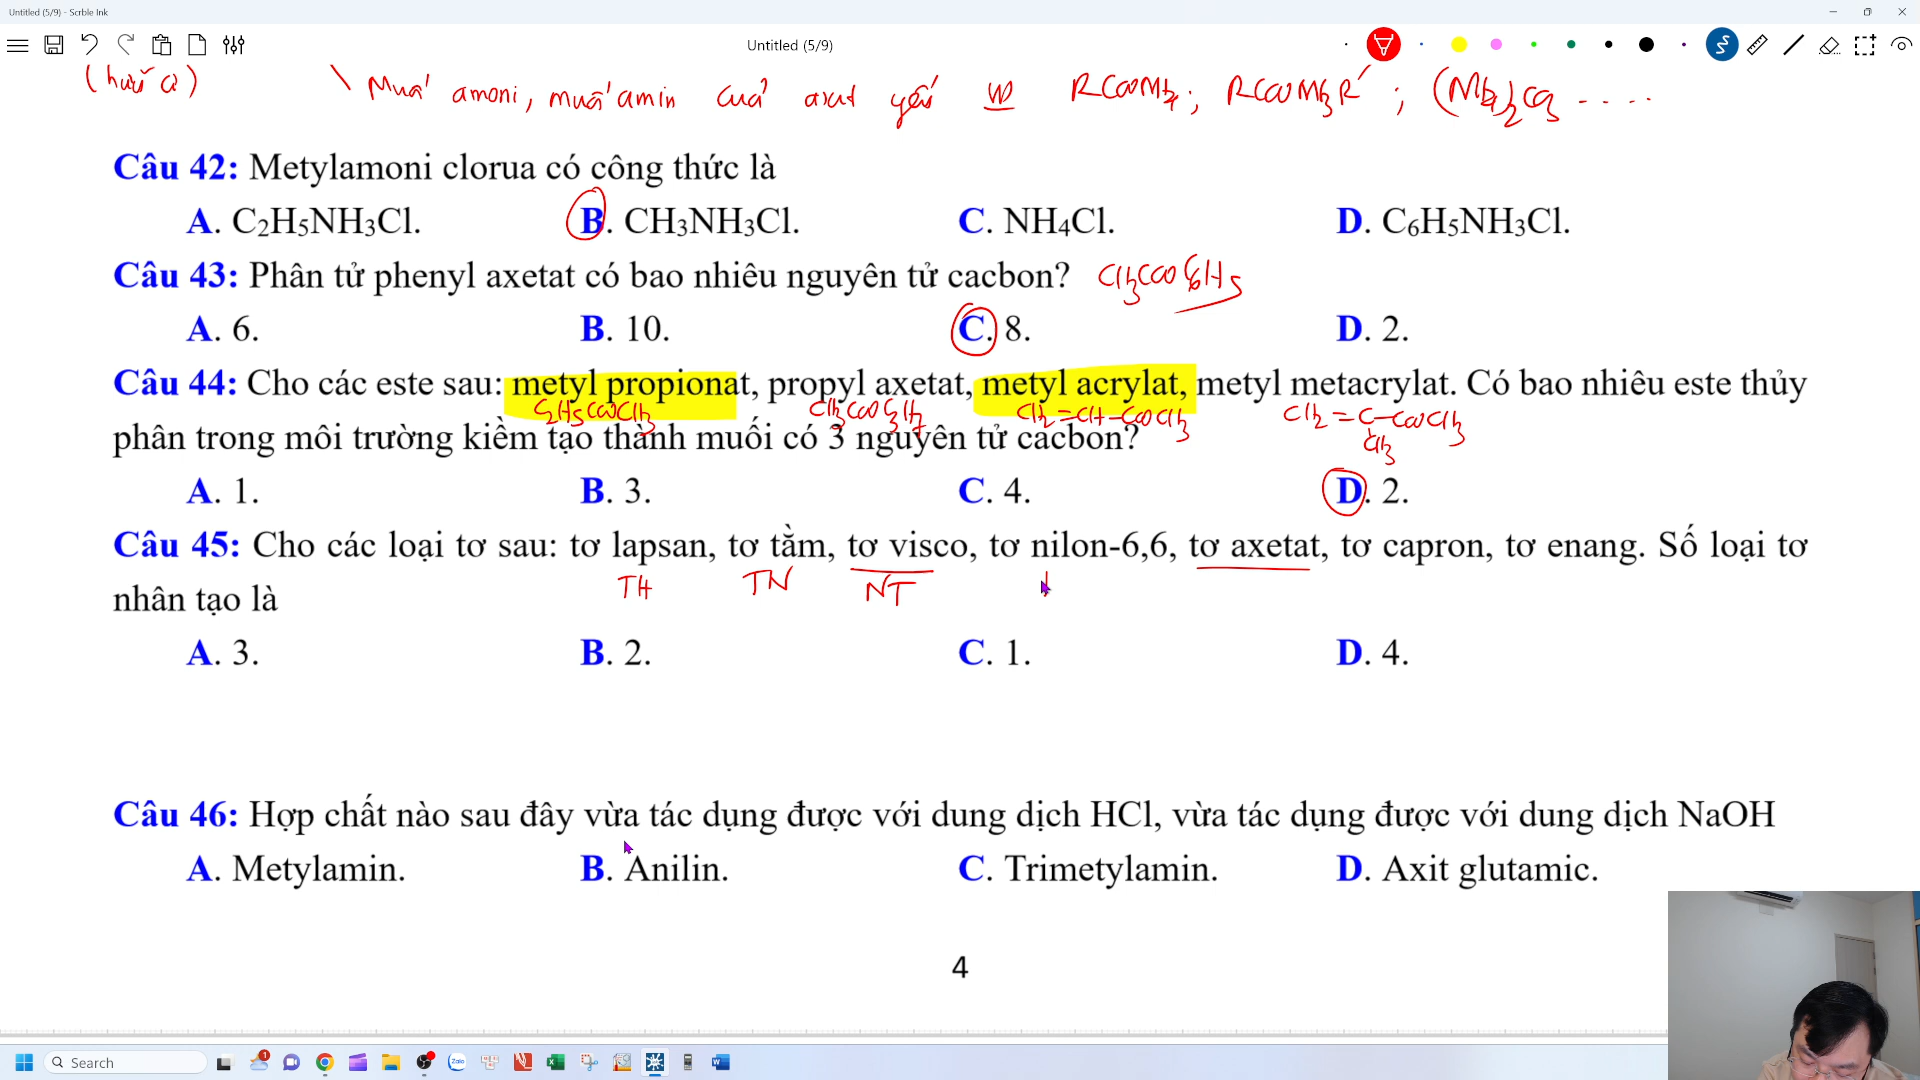 Untitled (5/9) - Scrble Ink
Untitled (5/9)
(hữu cơ)
Muối amoni, muối amin của axit yếu VD RCOONH4; RCOONH3R'; (NH4)2CO3 ......
Câu 42: Metylamoni clorua có công thức là
A. C2H5NH3Cl. B. CH3NH3Cl. C. NH4Cl. D. C6H5NH3Cl.
Câu 43: Phân tử phenyl axetat có bao nhiêu nguyên tử cacbon? CH3COOC6H5
A. 6. B. 10. C. 8. D. 2.
Câu 44: Cho các este sau: metyl propionat, propyl axetat, metyl acrylat, metyl metacrylat. Có bao nhiêu este thủy
C2H5COOCH3 CH3COOC3H7 CH2=CH-COOCH3 CH2=C-COOCH3
CH3
phân trong môi trường kiềm tạo thành muối có 3 nguyên tử cacbon?
A. 1. B. 3. C. 4. D. 2.
Câu 45: Cho các loại tơ sau: tơ lapsan, tơ tằm, tơ visco, tơ nilon-6,6, tơ axetat, tơ capron, tơ enang. Số loại tơ
TH TN NT
nhân tạo là
A. 3. B. 2. C. 1. D. 4.
Câu 46: Hợp chất nào sau đây vừa tác dụng được với dung dịch HCl, vừa tác dụng được với dung dịch NaOH
A. Metylamin. B. Anilin. C. Trimetylamin. D. Axit glutamic.
4
Search
1
Zalo